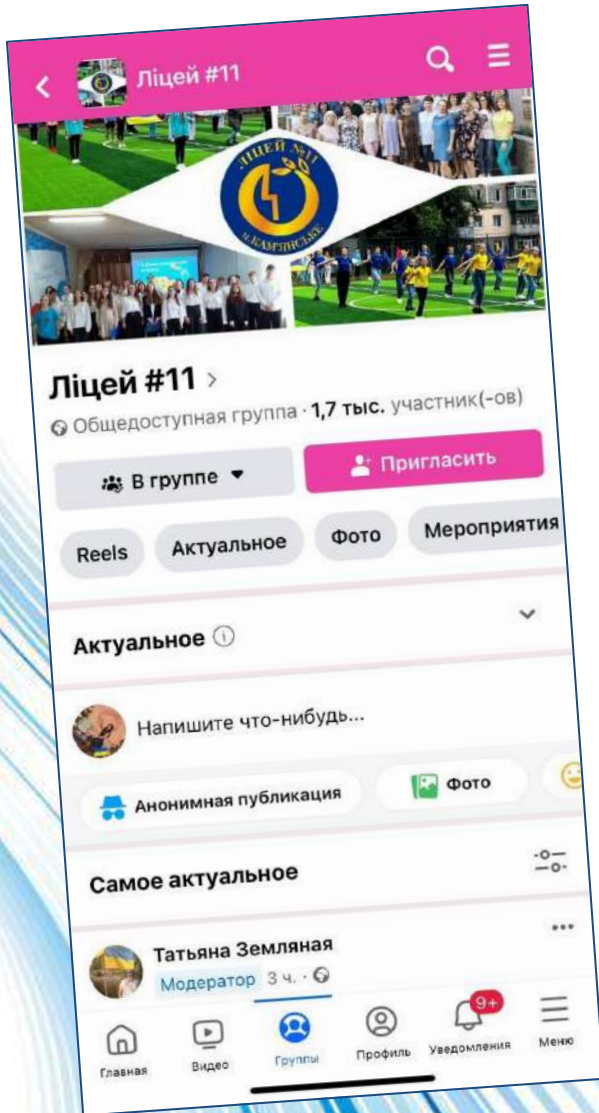 Ліцей #11
ЛІЦЕЙ №11
м.КАМ'ЯНСЬКЕ
Ліцей #11 >
Общедоступная группа · 1,7 тыс. участник(-ов)
В группе
Пригласить
Reels
Актуальное
Фото
Мероприятия
Актуальное
Напишите что-нибудь...
Анонимная публикация
Фото
Самое актуальное
Татьяна Земляная
Модератор 3 ч. ·
9+
Главная
Видео
Группы
Профиль
Уведомления
Меню